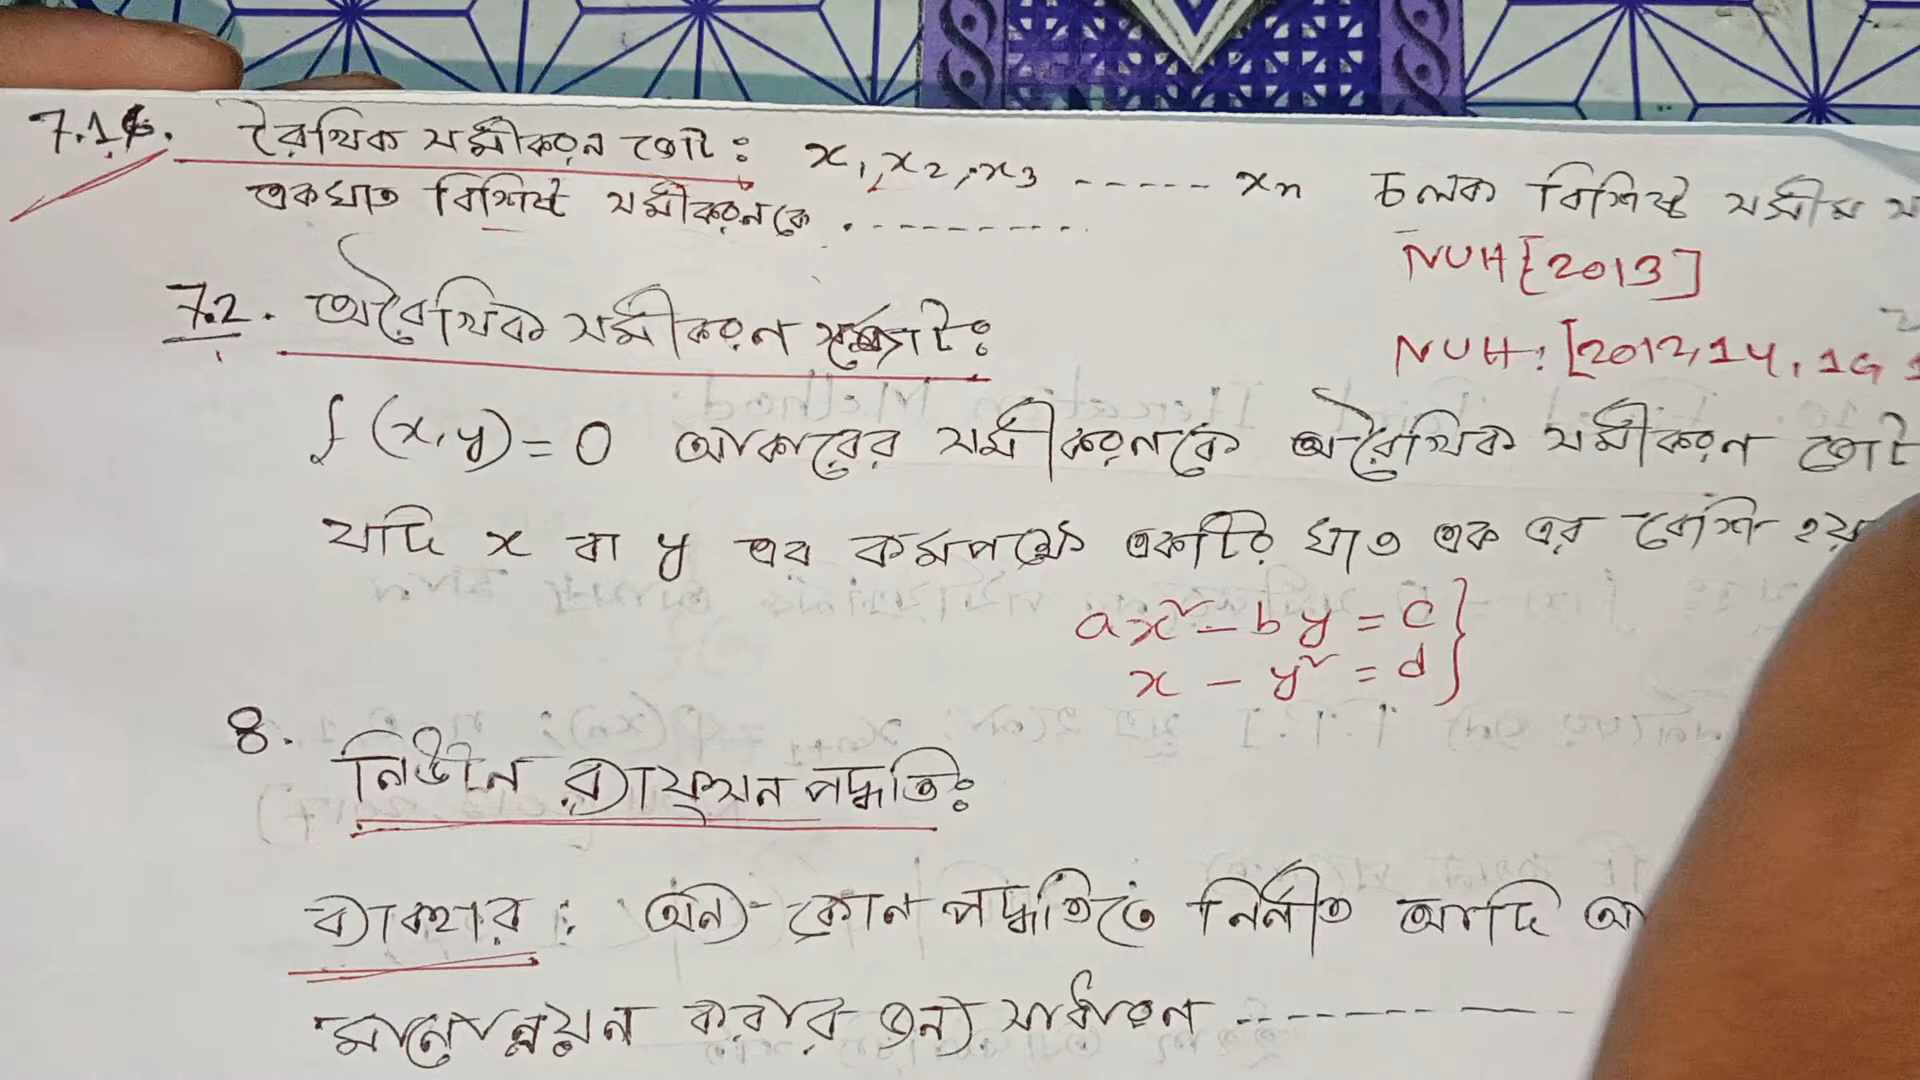 7.1. রৈখিক সমীকরণ জোট: x₁, x₂, x₃ ----- xn চলক বিশিষ্ট সসীম
একঘাত বিশিষ্ট সমীকরণকে . ---------
NUH [2013]
7.2. অরৈখিক সমীকরণ জোট:
NUH: [2012, 14, 16
f(x, y) = 0 আকারের সমীকরণকে অরৈখিক সমীকরণ জোট
যদি x বা y এর কমপক্ষে একটির ঘাত এক এর বেশি হয়
ax² - by = c }
x - y² = d }
8. নিউটন র‍্যাফসন পদ্ধতি:
ব্যবহার : অন্য কোন পদ্ধতিতে নির্ণীত আদি
মানোন্নয়ন করার জন্য সাধারণ --------